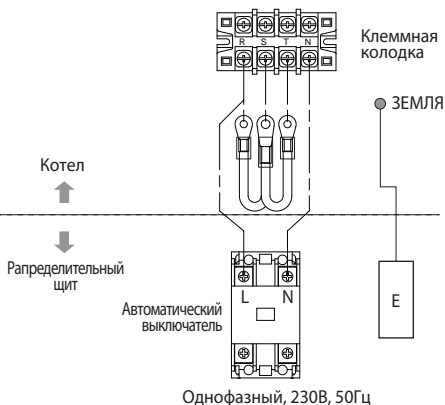 R S T N
Клеммная
колодка
ЗЕМЛЯ
Котел
Рапределительный
щит
L N
E
Автоматический
выключатель
Однофазный, 230В, 50Гц